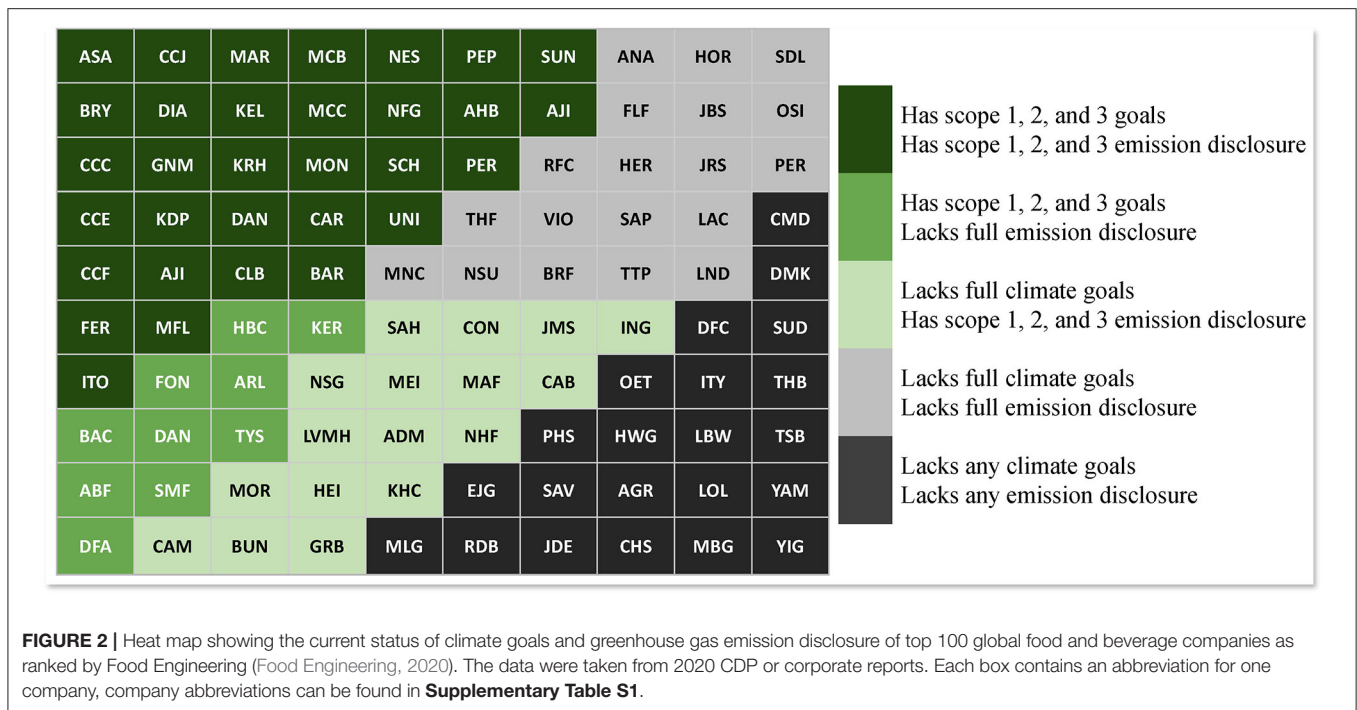 ASA CCJ MAR MCB NES PEP SUN ANA HOR SDL
BRY DIA KEL MCC NFG AHB AJI FLF JBS OSI
CCC GNM KRH MON SCH PER RFC HER JRS PER
CCE KDP DAN CAR UNI THF VIO SAP LAC CMD
CCF AJI CLB BAR MNC NSU BRF TTP LND DMK
FER MFL HBC KER SAH CON JMS ING DFC SUD
ITO FON ARL NSG MEI MAF CAB OET ITY THB
BAC DAN TYS LVMH ADM NHF PHS HWG LBW TSB
ABF SMF MOR HEI KHC EJG SAV AGR LOL YAM
DFA CAM BUN GRB MLG RDB JDE CHS MBG YIG
Has scope 1, 2, and 3 goals
Has scope 1, 2, and 3 emission disclosure
Has scope 1, 2, and 3 goals
Lacks full emission disclosure
Lacks full climate goals
Has scope 1, 2, and 3 emission disclosure
Lacks full climate goals
Lacks full emission disclosure
Lacks any climate goals
Lacks any emission disclosure
FIGURE 2 | Heat map showing the current status of climate goals and greenhouse gas emission disclosure of top 100 global food and beverage companies as
ranked by Food Engineering (Food Engineering, 2020). The data were taken from 2020 CDP or corporate reports. Each box contains an abbreviation for one
company, company abbreviations can be found in Supplementary Table S1.